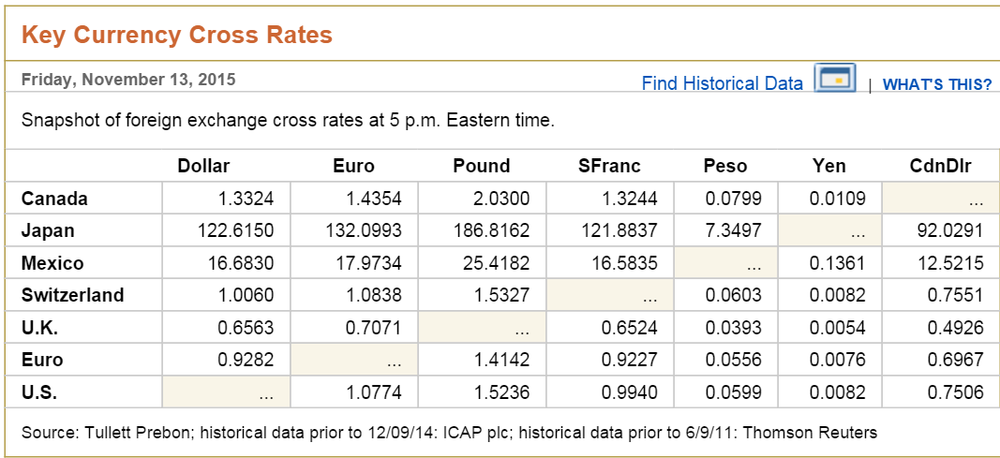 Key Currency Cross Rates
Friday, November 13, 2015 Find Historical Data | WHAT'S THIS?
Snapshot of foreign exchange cross rates at 5 p.m. Eastern time.
Dollar Euro Pound SFranc Peso Yen CdnDlr
Canada 1.3324 1.4354 2.0300 1.3244 0.0799 0.0109 ...
Japan 122.6150 132.0993 186.8162 121.8837 7.3497 ... 92.0291
Mexico 16.6830 17.9734 25.4182 16.5835 ... 0.1361 12.5215
Switzerland 1.0060 1.0838 1.5327 ... 0.0603 0.0082 0.7551
U.K. 0.6563 0.7071 ... 0.6524 0.0393 0.0054 0.4926
Euro 0.9282 ... 1.4142 0.9227 0.0556 0.0076 0.6967
U.S. ... 1.0774 1.5236 0.9940 0.0599 0.0082 0.7506
Source: Tullett Prebon; historical data prior to 12/09/14: ICAP plc; historical data prior to 6/9/11: Thomson Reuters